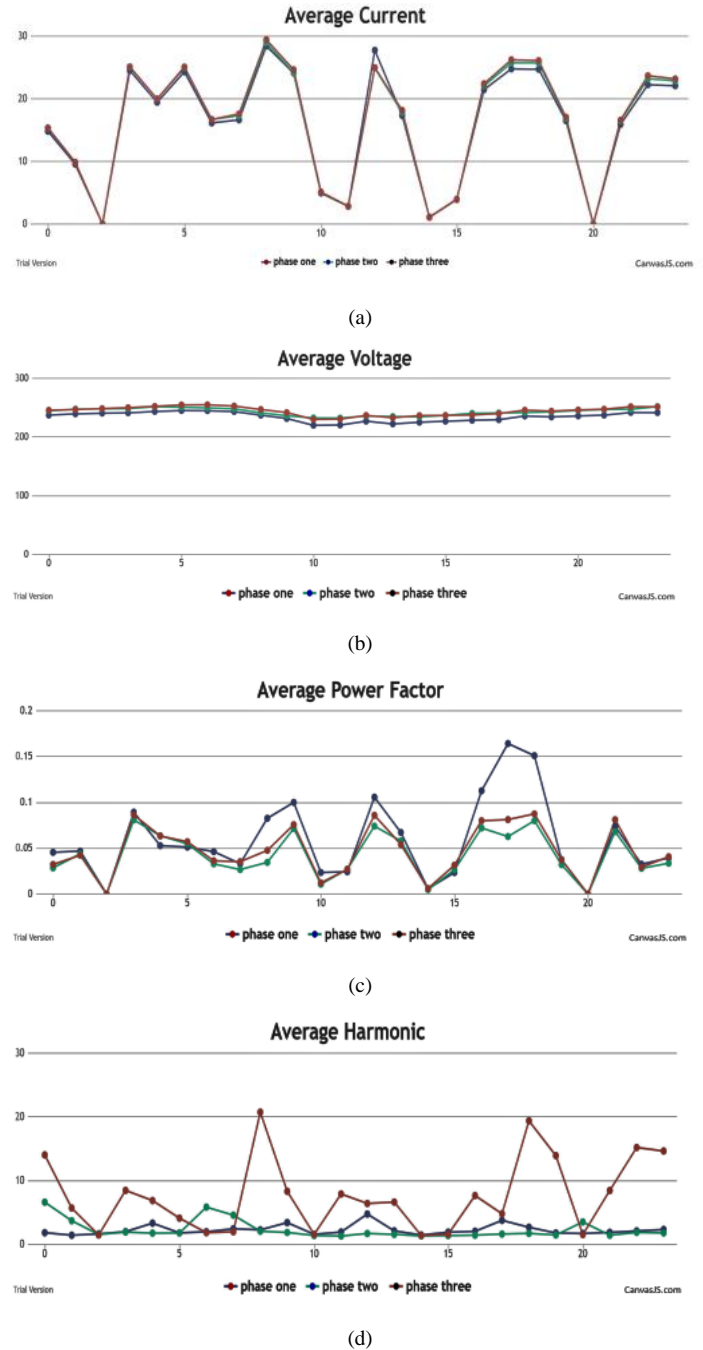 Average Current
30
20
10
0
0 5 10 15 20
phase one phase two phase three
Trial Version CanvasJS.com
(a)
Average Voltage
300
200
100
0
0 5 10 15 20
phase one phase two phase three
Trial Version CanvasJS.com
(b)
Average Power Factor
0.2
0.15
0.1
0.05
0
0 5 10 15 20
phase one phase two phase three
Trial Version CanvasJS.com
(c)
Average Harmonic
30
20
10
0
0 5 10 15 20
phase one phase two phase three
Trial Version CanvasJS.com
(d)